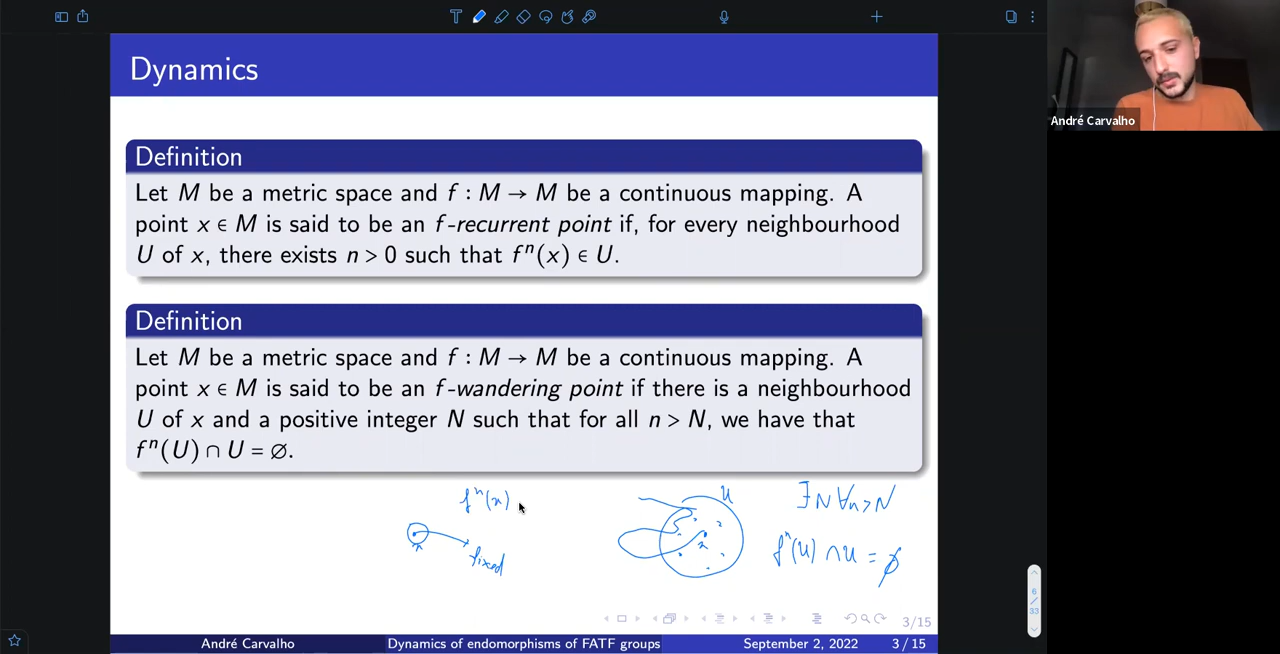 Dynamics
André Carvalho
Definition
Let M be a metric space and f : M → M be a continuous mapping. A
point x ∈ M is said to be an f-recurrent point if, for every neighbourhood
U of x, there exists n > 0 such that fⁿ(x) ∈ U.
Definition
Let M be a metric space and f : M → M be a continuous mapping. A
point x ∈ M is said to be an f-wandering point if there is a neighbourhood
U of x and a positive integer N such that for all n > N, we have that
fⁿ(U) ∩ U = ∅.
fⁿ(x)
U
∃N ∀n>N
x
x
fixed
fⁿ(U) ∩ U = ∅
6
/
33
3/15
André Carvalho
Dynamics of endomorphisms of FATF groups
September 2, 2022
3 / 15